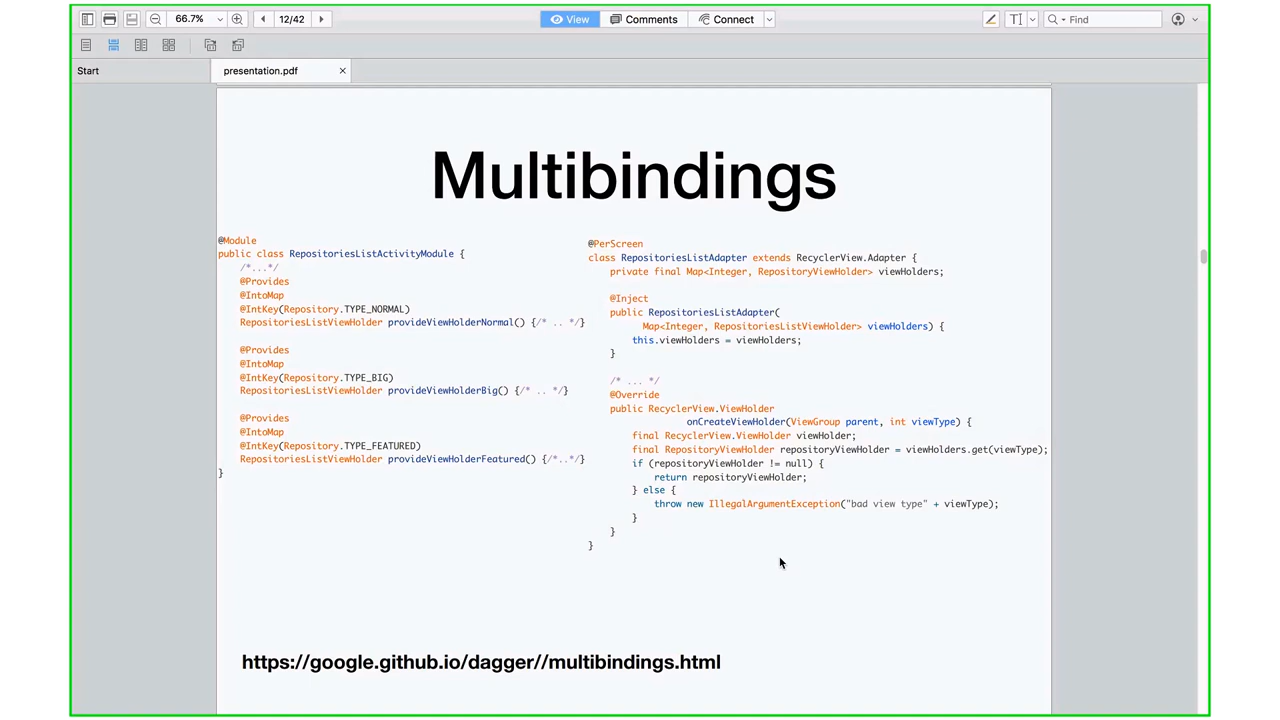 66.7%
12/42
View
Comments
Connect
Find
Start
presentation.pdf
Multibindings
@Module
public class RepositoriesListActivityModule {
/*...*/
@Provides
@IntoMap
@IntKey(Repository.TYPE_NORMAL)
RepositoriesListViewHolder provideViewHolderNormal() {/* .. */}
@Provides
@IntoMap
@IntKey(Repository.TYPE_BIG)
RepositoriesListViewHolder provideViewHolderBig() {/* .. */}
@Provides
@IntoMap
@IntKey(Repository.TYPE_FEATURED)
RepositoriesListViewHolder provideViewHolderFeatured() {/*..*/}
}
@PerScreen
class RepositoriesListAdapter extends RecyclerView.Adapter {
private final Map<Integer, RepositoryViewHolder> viewHolders;
@Inject
public RepositoriesListAdapter(
Map<Integer, RepositoriesListViewHolder> viewHolders) {
this.viewHolders = viewHolders;
}
/* ... */
@Override
public RecyclerView.ViewHolder
onCreateViewHolder(ViewGroup parent, int viewType) {
final RecyclerView.ViewHolder viewHolder;
final RepositoryViewHolder repositoryViewHolder = viewHolders.get(viewType);
if (repositoryViewHolder != null) {
return repositoryViewHolder;
} else {
throw new IllegalArgumentException("bad view type" + viewType);
}
}
}
https://google.github.io/dagger//multibindings.html